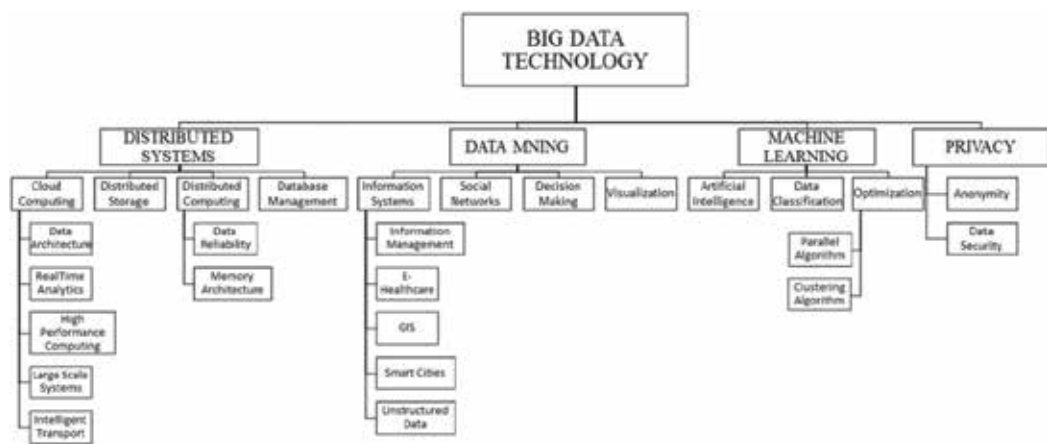 BIG DATA
TECHNOLOGY
DISTRIBUTED
SYSTEMS
DATA MNING
MACHINE
LEARNING
PRIVACY
Cloud
Computing
Distributed
Storage
Distributed
Computing
Database
Management
Information
Systems
Social
Networks
Decision
Making
Visualization
Artificial
Intelligence
Data
Classification
Optimization
Anonymity
Data
Architecture
RealTime
Analytics
High
Performance
Computing
Large Scale
Systems
Intelligent
Transport
Data
Reliability
Memory
Architecture
Information
Management
E-
Healthcare
GIS
Smart Cities
Unstructured
Data
Parallel
Algorithm
Clustering
Algorithm
Data
Security